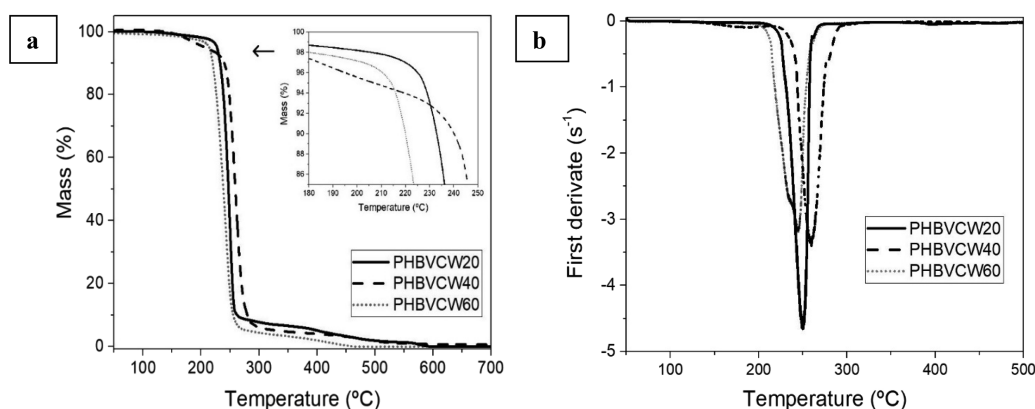 a
100
80
60
40
20
0
Mass (%)
100 200 300 400 500 600 700
Temperature (ºC)
100
98
96
94
92
90
88
86
Mass (%)
180 190 200 210 220 230 240 250
Temperature (ºC)
PHBVCW20
PHBVCW40
PHBVCW60
b
0
-1
-2
-3
-4
-5
First derivate (s⁻¹)
100 200 300 400 500
Temperature (ºC)
PHBVCW20
PHBVCW40
PHBVCW60